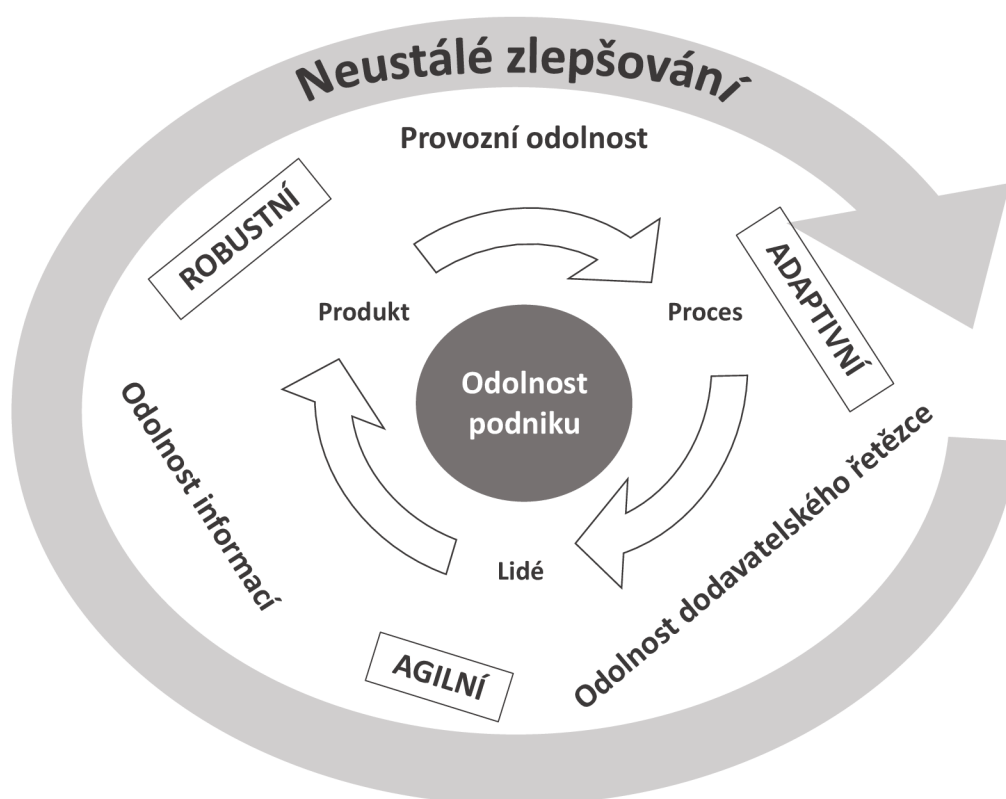 Neustálé zlepšování
Provozní odolnost
ROBUSTNÍ
ADAPTIVNÍ
Produkt
Proces
Odolnost
podniku
Odolnost informací
Odolnost dodavatelského řetězce
Lidé
AGILNÍ